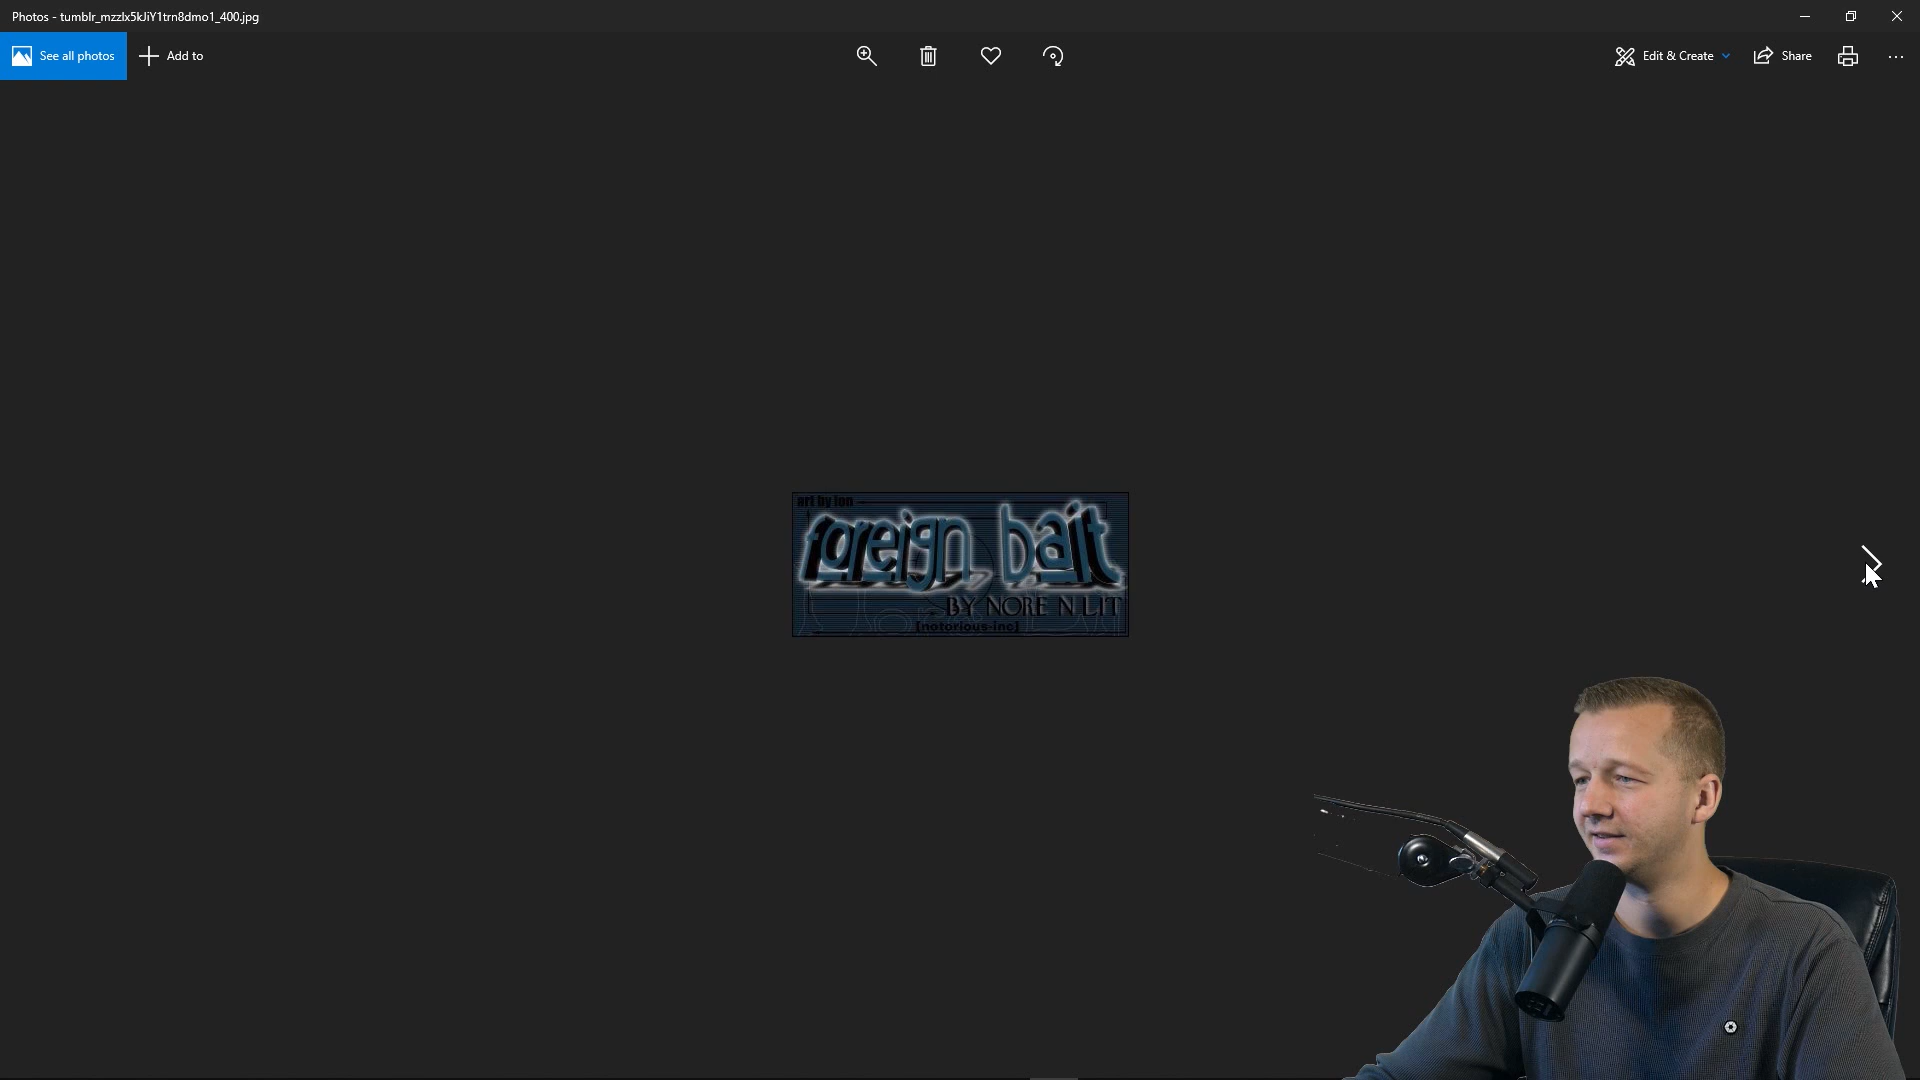 Photos - tumblr_mzzlx5kJiY1trn8dmo1_400.jpg
See all photos
Add to
Edit & Create
Share
art by jon
foreign bait
BY NORE N LIT
[notorious-inc]